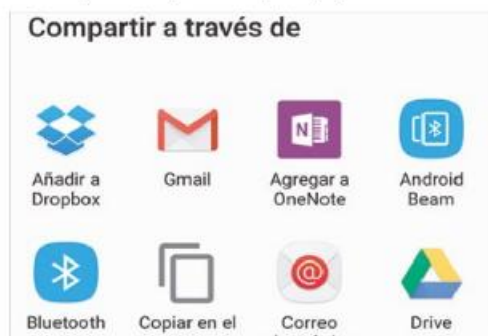 Compartir a través de
Añadir a Dropbox
Gmail
Agregar a OneNote
Android Beam
Bluetooth
Copiar en el
Correo
Drive